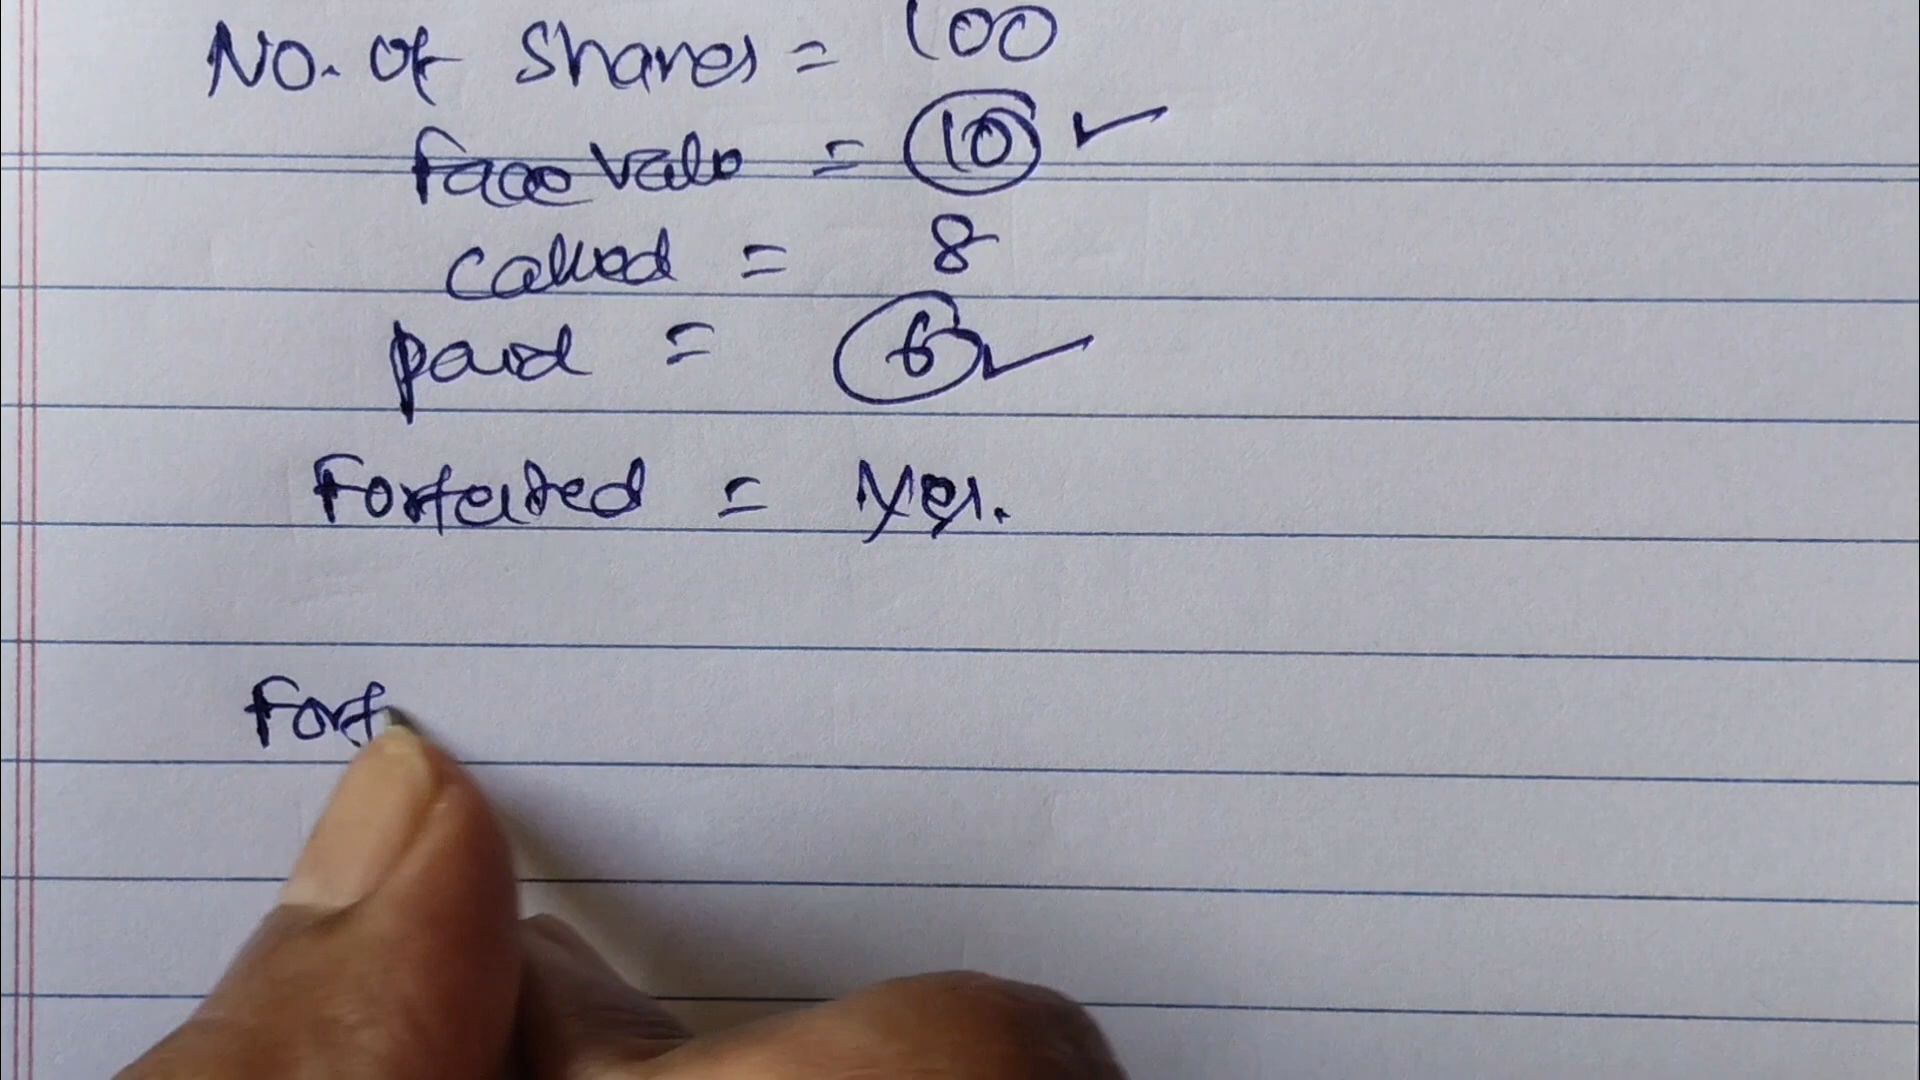 No. of shares = 100
face value = 10 ✓
called = 8
paid = 6 ✓
Forfeited = Yes.
Forf